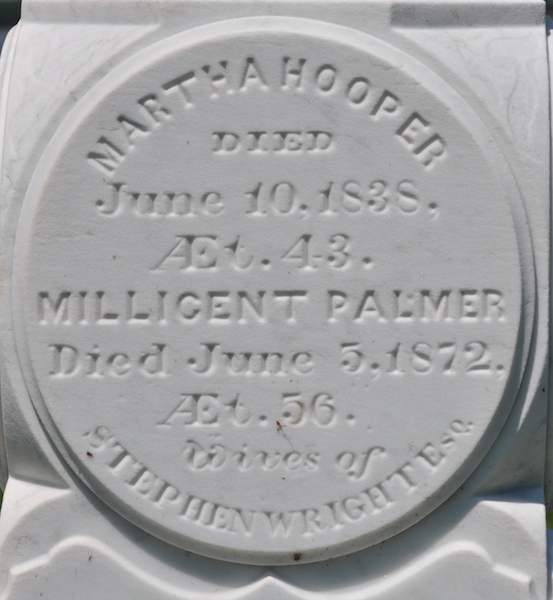 MARTHA HOOPER
DIED
June 10, 1838,
Æt. 43.
MILLICENT PALMER
Died June 5, 1872,
Æt. 56.
Wives of
STEPHEN WRIGHT Esq.